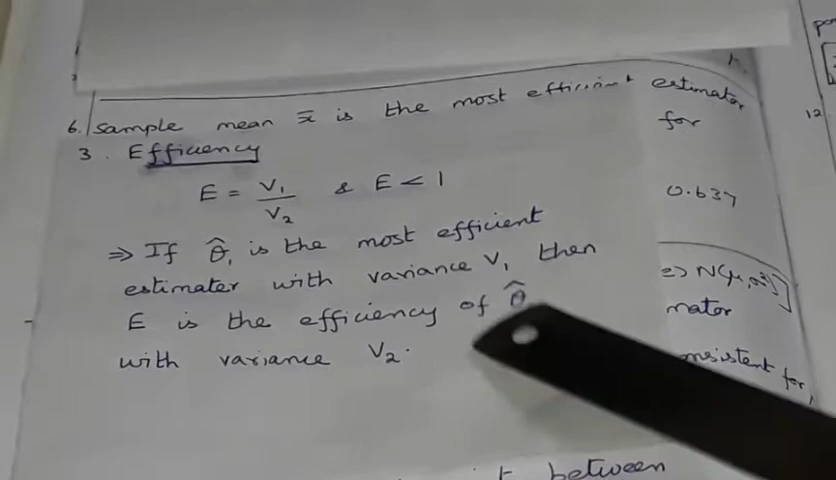 6. Sample mean x̄ is the most efficient estimator
for
12.
3. Efficiency
E = V₁/V₂ & E < 1
0.637
⇒ If θ̂₁ is the most efficient
estimater with variance V₁ then
⇒ N(μ, σ²)]
E is the efficiency of θ̂
mator
with variance V₂.
nsistent for
between